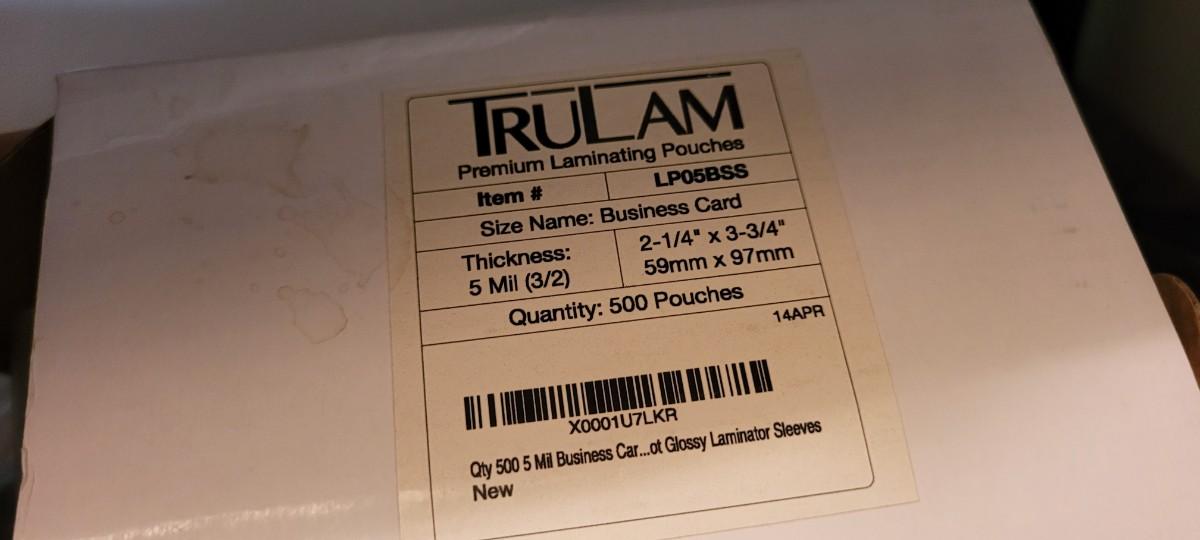 TRULAM
Premium Laminating Pouches
Item #
LP05BSS
Size Name: Business Card
Thickness:
5 Mil (3/2)
2-1/4" x 3-3/4"
59mm x 97mm
Quantity: 500 Pouches
14APR
X0001U7LKR
Qty 500 5 Mil Business Car...ot Glossy Laminator Sleeves
New